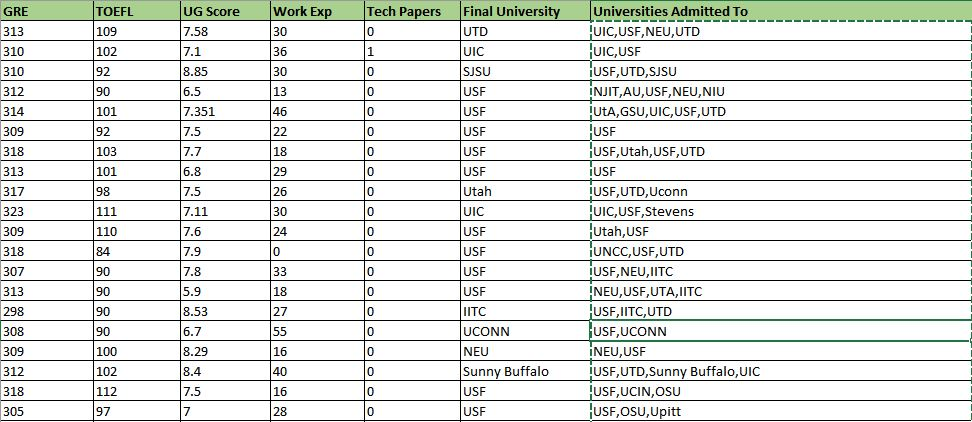 GRE TOEFL UG Score Work Exp Tech Papers Final University Universities Admitted To
313 109 7.58 30 0 UTD UIC,USF,NEU,UTD
310 102 7.1 36 1 UIC UIC,USF
310 92 8.85 30 0 SJSU USF,UTD,SJSU
312 90 6.5 13 0 USF NJIT,AU,USF,NEU,NIU
314 101 7.351 46 0 USF UtA,GSU,UIC,USF,UTD
309 92 7.5 22 0 USF USF
318 103 7.7 18 0 USF USF,Utah,USF,UTD
313 101 6.8 29 0 USF USF
317 98 7.5 26 0 Utah USF,UTD,Uconn
323 111 7.11 30 0 UIC UIC,USF,Stevens
309 110 7.6 24 0 USF Utah,USF
318 84 7.9 0 0 USF UNCC,USF,UTD
307 90 7.8 33 0 USF USF,NEU,IITC
313 90 5.9 18 0 USF NEU,USF,UTA,IITC
298 90 8.53 27 0 IITC USF,IITC,UTD
308 90 6.7 55 0 UCONN USF,UCONN
309 100 8.29 16 0 NEU NEU,USF
312 102 8.4 40 0 Sunny Buffalo USF,UTD,Sunny Buffalo,UIC
318 112 7.5 16 0 USF USF,UCIN,OSU
305 97 7 28 0 USF USF,OSU,Upitt